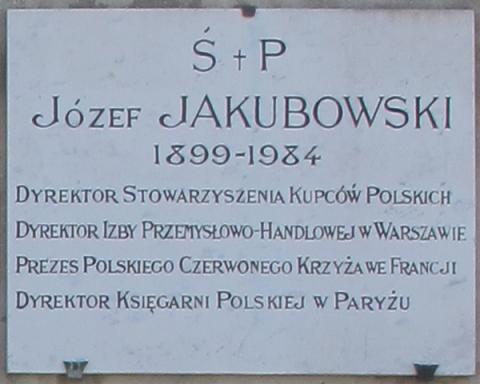 Ś † P
Józef JAKUBOWSKI
1899-1984
Dyrektor Stowarzyszenia Kupców Polskich
Dyrektor Izby Przemysłowo-Handlowej w Warszawie
Prezes Polskiego Czerwonego Krzyża we Francji
Dyrektor Księgarni Polskiej w Paryżu